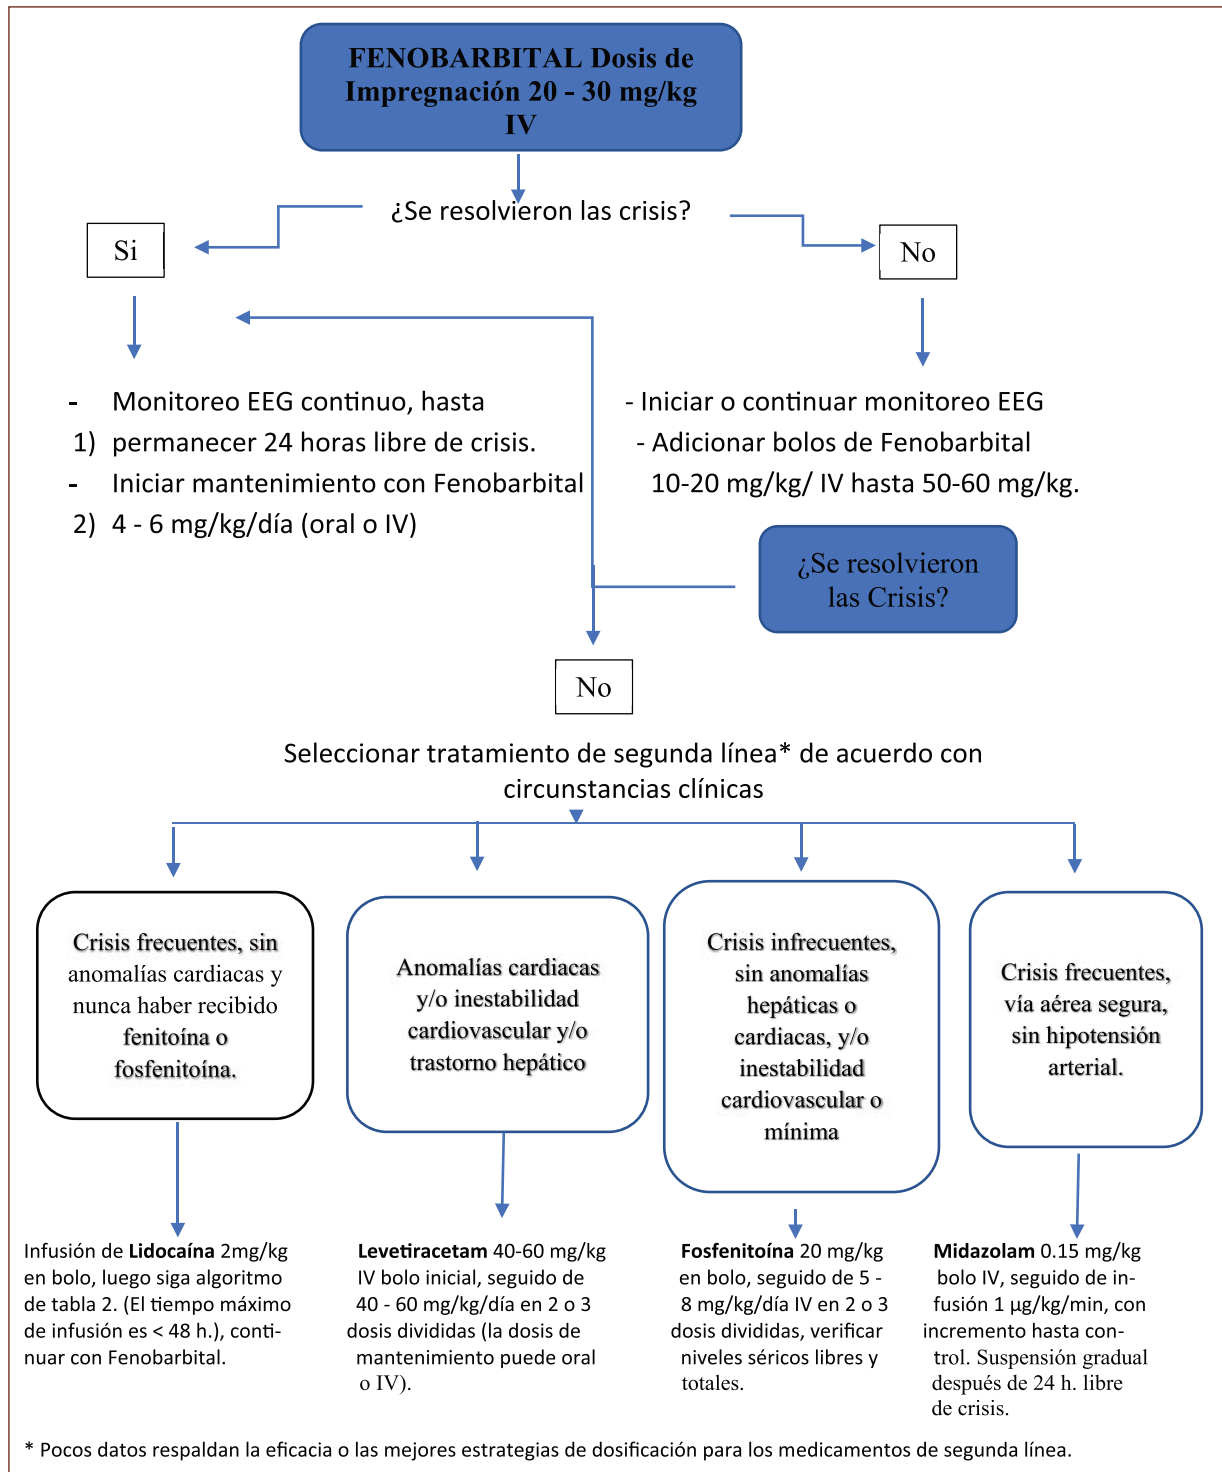 FENOBARBITAL Dosis de
Impregnación 20 - 30 mg/kg
IV
¿Se resolvieron las crisis?
Si
No
- Monitoreo EEG continuo, hasta
1) permanecer 24 horas libre de crisis.
- Iniciar mantenimiento con Fenobarbital
2) 4 - 6 mg/kg/día (oral o IV)
- Iniciar o continuar monitoreo EEG
- Adicionar bolos de Fenobarbital
10-20 mg/kg/ IV hasta 50-60 mg/kg.
¿Se resolvieron
las Crisis?
No
Seleccionar tratamiento de segunda línea* de acuerdo con
circunstancias clínicas
Crisis frecuentes, sin
anomalías cardiacas y
nunca haber recibido
fenitoína o
fosfenitoína.
Anomalías cardiacas
y/o inestabilidad
cardiovascular y/o
trastorno hepático
Crisis infrecuentes,
sin anomalías
hepáticas o
cardiacas, y/o
inestabilidad
cardiovascular o
mínima
Crisis frecuentes,
vía aérea segura,
sin hipotensión
arterial.
Infusión de Lidocaína 2mg/kg
en bolo, luego siga algoritmo
de tabla 2. (El tiempo máximo
de infusión es < 48 h.), conti-
nuar con Fenobarbital.
Levetiracetam 40-60 mg/kg
IV bolo inicial, seguido de
40 - 60 mg/kg/día en 2 o 3
dosis divididas (la dosis de
mantenimiento puede oral
o IV).
Fosfenitoína 20 mg/kg
en bolo, seguido de 5 -
8 mg/kg/día IV en 2 o 3
dosis divididas, verificar
niveles séricos libres y
totales.
Midazolam 0.15 mg/kg
bolo IV, seguido de in-
fusión 1 µg/kg/min, con
incremento hasta con-
trol. Suspensión gradual
después de 24 h. libre
de crisis.
* Pocos datos respaldan la eficacia o las mejores estrategias de dosificación para los medicamentos de segunda línea.